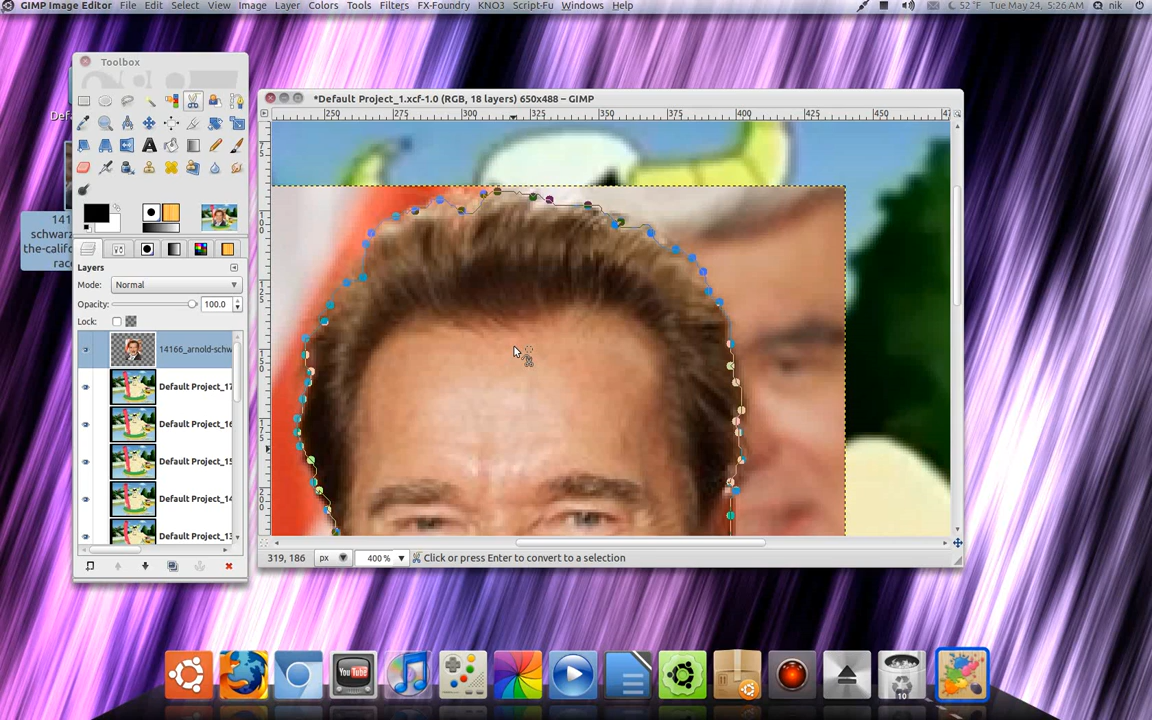 GIMP Image Editor File Edit Select View Image Layer Colors Tools Filters FX-Foundry KNO3 Script-Fu Windows Help 52 °F Tue May 24, 5:26 AM nik
Toolbox
*Default Project_1.xcf-1.0 (RGB, 18 layers) 650x488 – GIMP
250 275 300 325 350 375 400 425 450
Layers
Mode: Normal
Opacity: 100.0
Lock:
14166_arnold-schw
Default Project_17
Default Project_16
Default Project_15
Default Project_14
Default Project_13
319, 186 px 400 % Click or press Enter to convert to a selection
You Tube
10